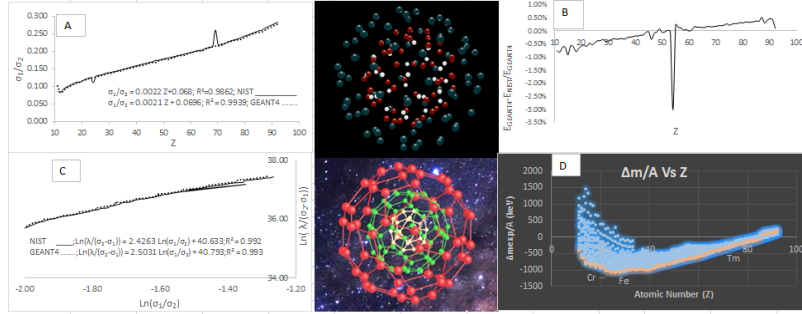 A
0.300
0.250
0.200
0.150
0.100
0.050
0.000
σ₁/σ₂
σ₁/σ₂ = 0.0022 Z+0.068; R²=0.9862; NIST
σ₁/σ₂ = 0.0021 Z + 0.0696; R² = 0.9939; GEANT4 .......
0 10 20 30 40 50 60 70 80 90 100
Z
B
1.00%
0.50%
0.00%
-0.50%
-1.00%
-1.50%
-2.00%
-2.50%
-3.00%
-3.50%
10 20 30 40 50 60 70 80 90 100
Z
C
38.00
36.00
34.00
Ln( λ/(σ₂-σ₁))
NIST ____;Ln(λ/(σ₂-σ₁)) = 2.4263 Ln(σ₁/σ₂) + 40.633; R² = 0.992
GEANT4 ......;Ln(λ/(σ₂-σ₁)) = 2.5031 Ln(σ₁/σ₂) + 40.793; R² = 0.993
-2.00 -1.80 -1.60 -1.40 -1.20
Ln(σ₁/σ₂)
D
Δm/A Vs Z
2000
1500
1000
500
0
-500
-1000
-1500
Δmexp/A (keV)
0 40 80 100
Cr Fe Tm
Atomic Number (Z)